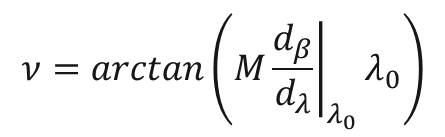 ν = arctan ( M d_β / d_λ |_λ₀ λ₀ )